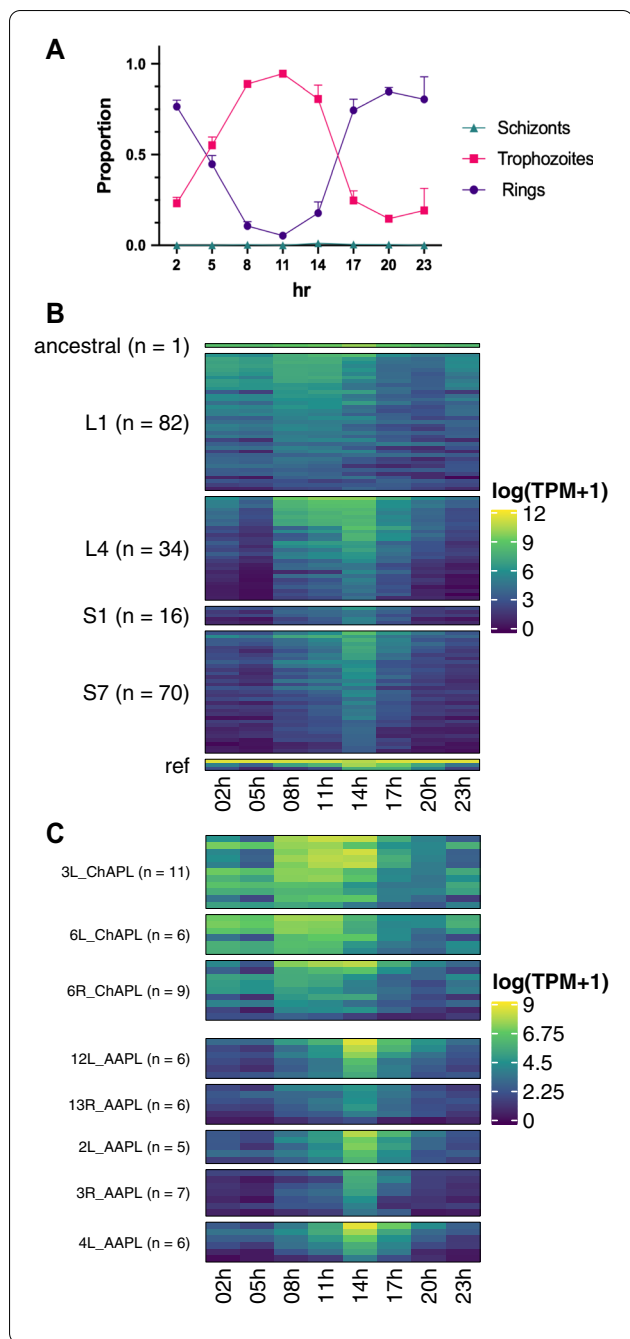 A
Proportion
1.0
0.5
0.0
2 5 8 11 14 17 20 23
hr
Schizonts
Trophozoites
Rings
B
ancestral (n = 1)
L1 (n = 82)
L4 (n = 34)
S1 (n = 16)
S7 (n = 70)
ref
02h 05h 08h 11h 14h 17h 20h 23h
log(TPM+1)
12
9
6
3
0
C
3L_ChAPL (n = 11)
6L_ChAPL (n = 6)
6R_ChAPL (n = 9)
12L_AAPL (n = 6)
13R_AAPL (n = 6)
2L_AAPL (n = 5)
3R_AAPL (n = 7)
4L_AAPL (n = 6)
02h 05h 08h 11h 14h 17h 20h 23h
log(TPM+1)
9
6.75
4.5
2.25
0